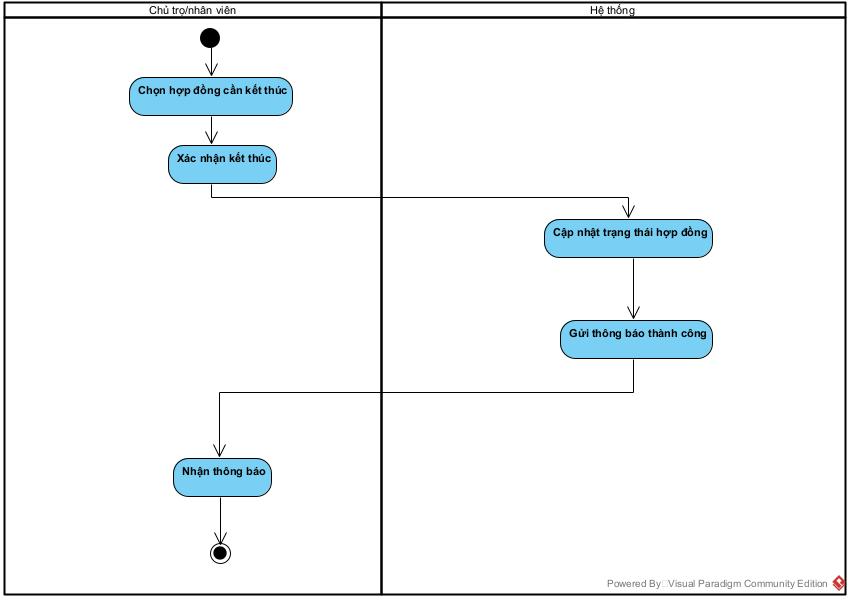 Chủ trọ/nhân viên
Hệ thống
Chọn hợp đồng cần kết thúc
Xác nhận kết thúc
Cập nhật trạng thái hợp đồng
Gửi thông báo thành công
Nhận thông báo
Powered By Visual Paradigm Community Edition